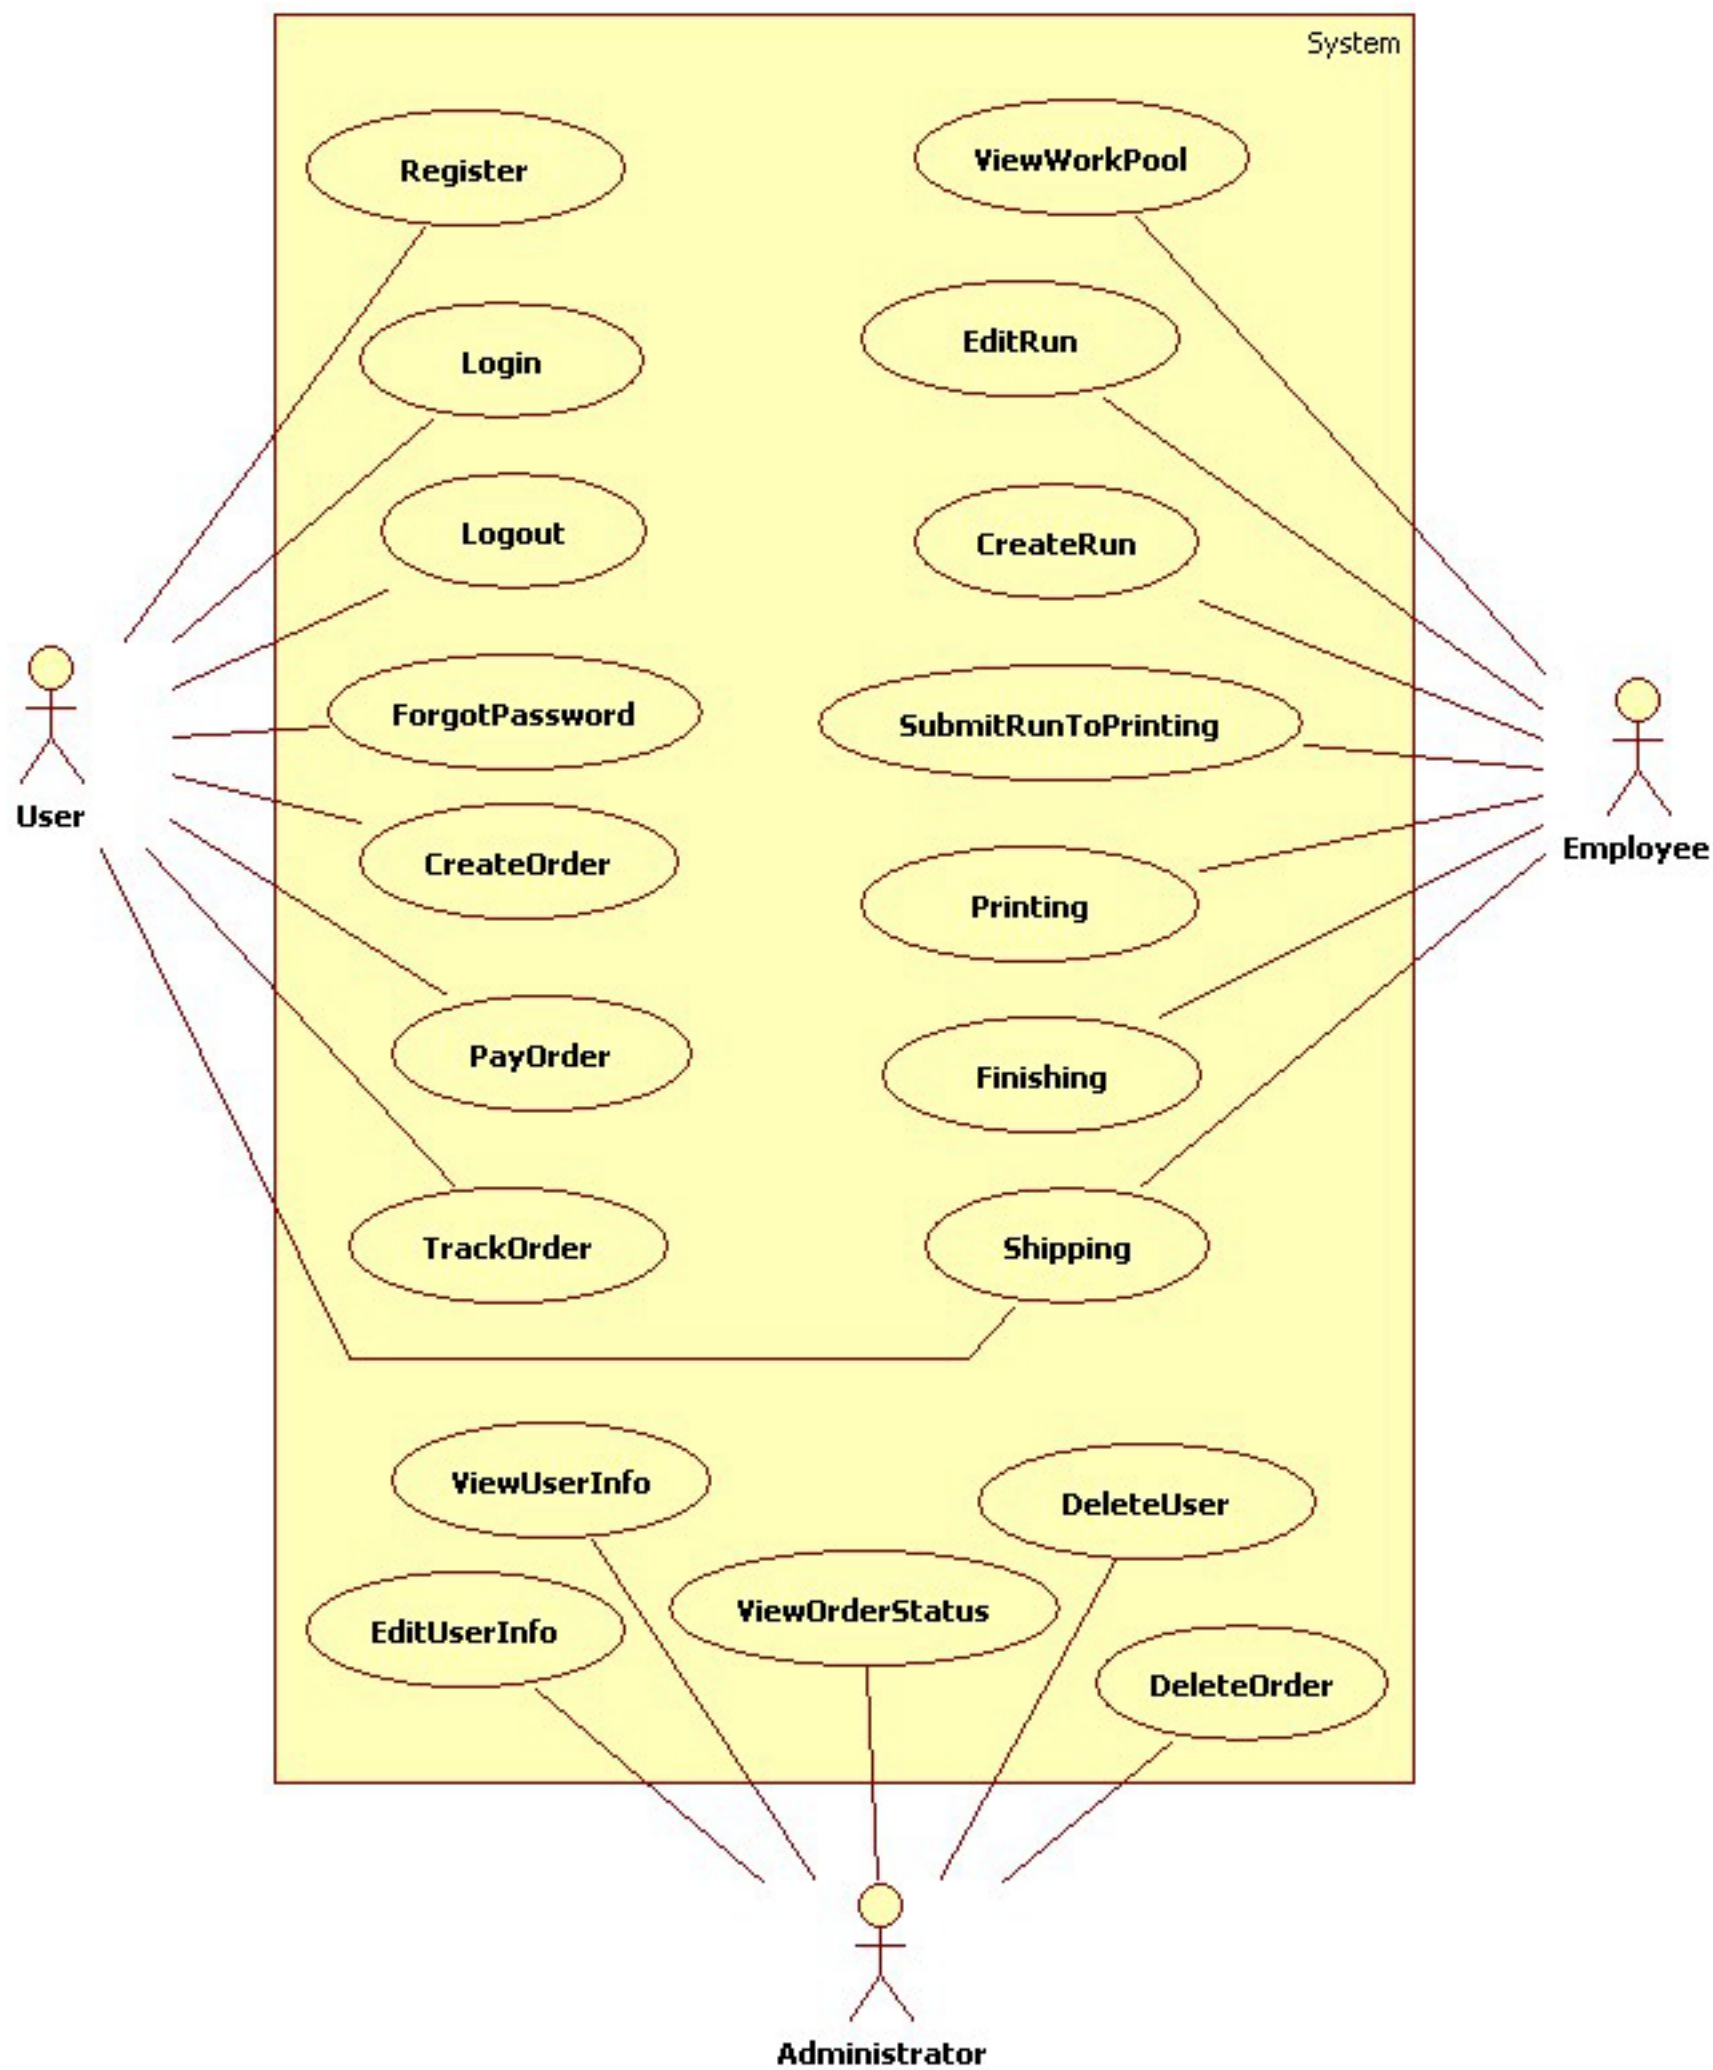 System
Register
ViewWorkPool
Login
EditRun
Logout
CreateRun
ForgotPassword
SubmitRunToPrinting
User
Employee
CreateOrder
Printing
PayOrder
Finishing
TrackOrder
Shipping
ViewUserInfo
DeleteUser
EditUserInfo
ViewOrderStatus
DeleteOrder
Administrator